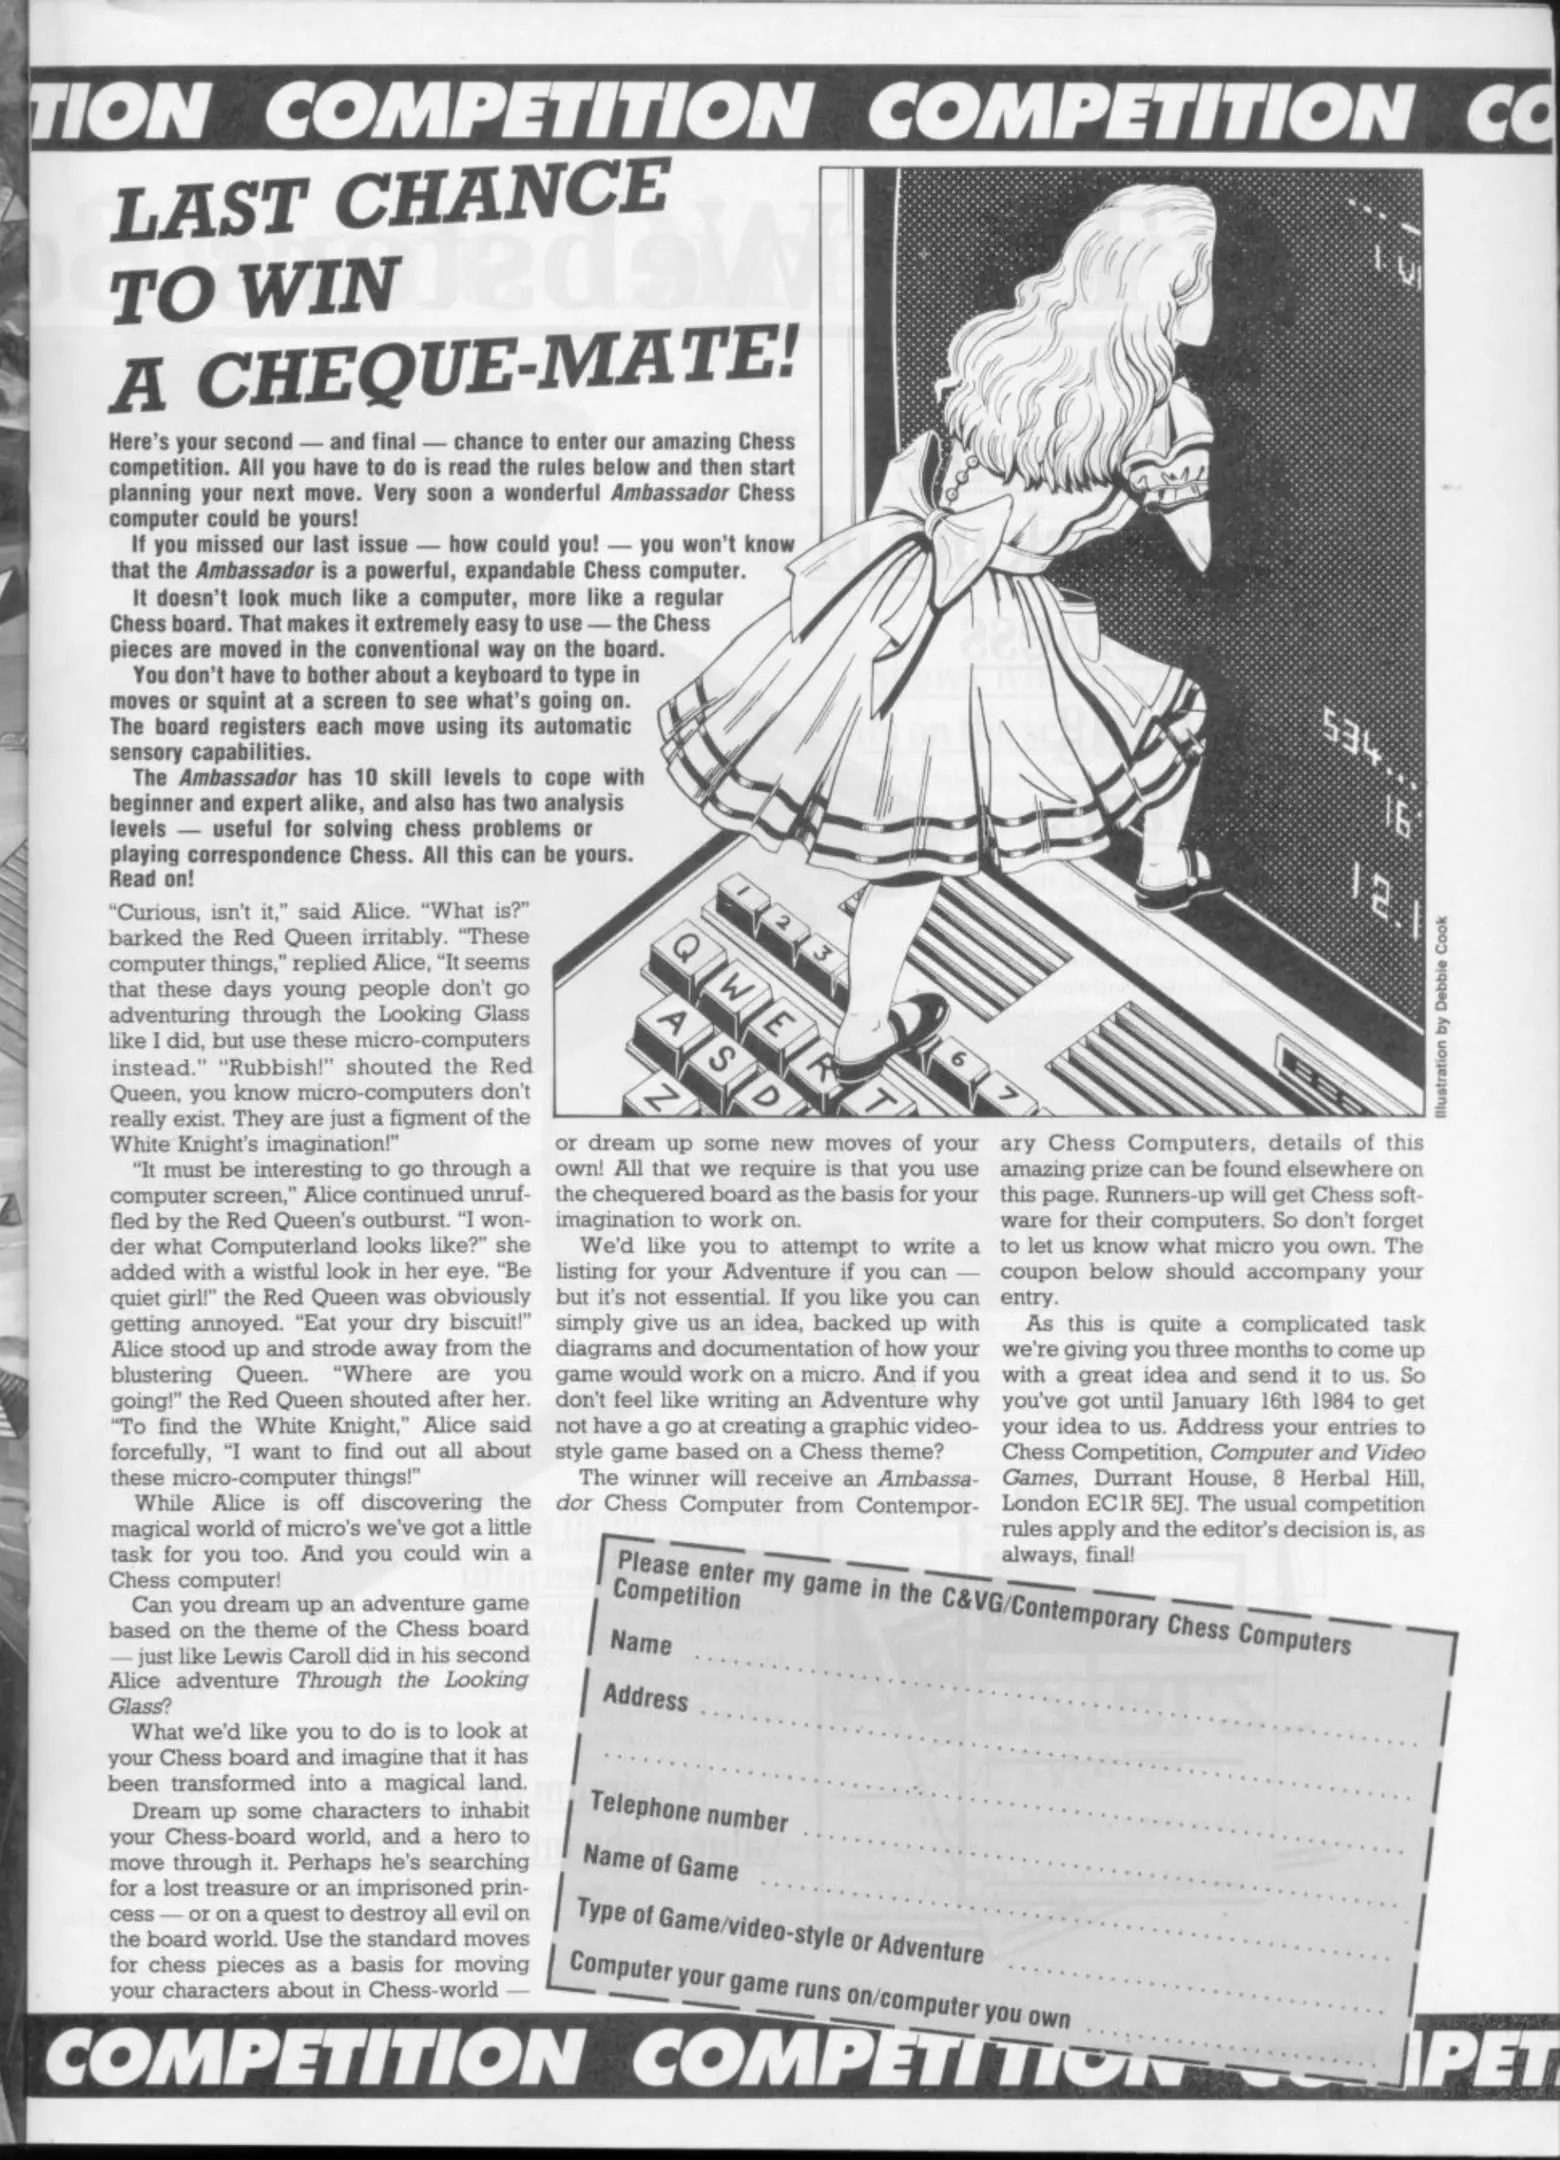 TION COMPETITION COMPETITION CO
LAST CHANCE
TO WIN
A CHEQUE-MATE!
Here's your second — and final — chance to enter our amazing Chess
competition. All you have to do is read the rules below and then start
planning your next move. Very soon a wonderful Ambassador Chess
computer could be yours!
If you missed our last issue — how could you! — you won't know
that the Ambassador is a powerful, expandable Chess computer.
It doesn't look much like a computer, more like a regular
Chess board. That makes it extremely easy to use — the Chess
pieces are moved in the conventional way on the board.
You don't have to bother about a keyboard to type in
moves or squint at a screen to see what's going on.
The board registers each move using its automatic
sensory capabilities.
The Ambassador has 10 skill levels to cope with
beginner and expert alike, and also has two analysis
levels — useful for solving chess problems or
playing correspondence Chess. All this can be yours.
Read on!
"Curious, isn't it," said Alice. "What is?"
barked the Red Queen irritably. "These
computer things," replied Alice, "It seems
that these days young people don't go
adventuring through the Looking Glass
like I did, but use these micro-computers
instead." "Rubbish!" shouted the Red
Queen, you know micro-computers don't
really exist. They are just a figment of the
White Knight's imagination!"
"It must be interesting to go through a
computer screen," Alice continued unruf-
fled by the Red Queen's outburst. "I won-
der what Computerland looks like?" she
added with a wistful look in her eye. "Be
quiet girl!" the Red Queen was obviously
getting annoyed. "Eat your dry biscuit!"
Alice stood up and strode away from the
blustering Queen. "Where are you
going!" the Red Queen shouted after her.
"To find the White Knight," Alice said
forcefully, "I want to find out all about
these micro-computer things!"
While Alice is off discovering the
magical world of micro's we've got a little
task for you too. And you could win a
Chess computer!
Can you dream up an adventure game
based on the theme of the Chess board
— just like Lewis Caroll did in his second
Alice adventure Through the Looking
Glass?
What we'd like you to do is to look at
your Chess board and imagine that it has
been transformed into a magical land.
Dream up some characters to inhabit
your Chess-board world, and a hero to
move through it. Perhaps he's searching
for a lost treasure or an imprisoned prin-
cess — or on a quest to destroy all evil on
the board world. Use the standard moves
for chess pieces as a basis for moving
your characters about in Chess-world —
534...
16
12.1
1 2 3
Q W E R T
A S D
Z
6 7
Illustration by Debbie Cook
or dream up some new moves of your
own! All that we require is that you use
the chequered board as the basis for your
imagination to work on.
We'd like you to attempt to write a
listing for your Adventure if you can —
but it's not essential. If you like you can
simply give us an idea, backed up with
diagrams and documentation of how your
game would work on a micro. And if you
don't feel like writing an Adventure why
not have a go at creating a graphic video-
style game based on a Chess theme?
The winner will receive an Ambassa-
dor Chess Computer from Contempor-
ary Chess Computers, details of this
amazing prize can be found elsewhere on
this page. Runners-up will get Chess soft-
ware for their computers. So don't forget
to let us know what micro you own. The
coupon below should accompany your
entry.
As this is quite a complicated task
we're giving you three months to come up
with a great idea and send it to us. So
you've got until January 16th 1984 to get
your idea to us. Address your entries to
Chess Competition, Computer and Video
Games, Durrant House, 8 Herbal Hill,
London EC1R 5EJ. The usual competition
rules apply and the editor's decision is, as
always, final!
Please enter my game in the C&VG/Contemporary Chess Computers
Competition
Name
Address
Telephone number
Name of Game
Type of Game/video-style or Adventure
Computer your game runs on/computer you own
COMPETITION COMPETITION COMPETI